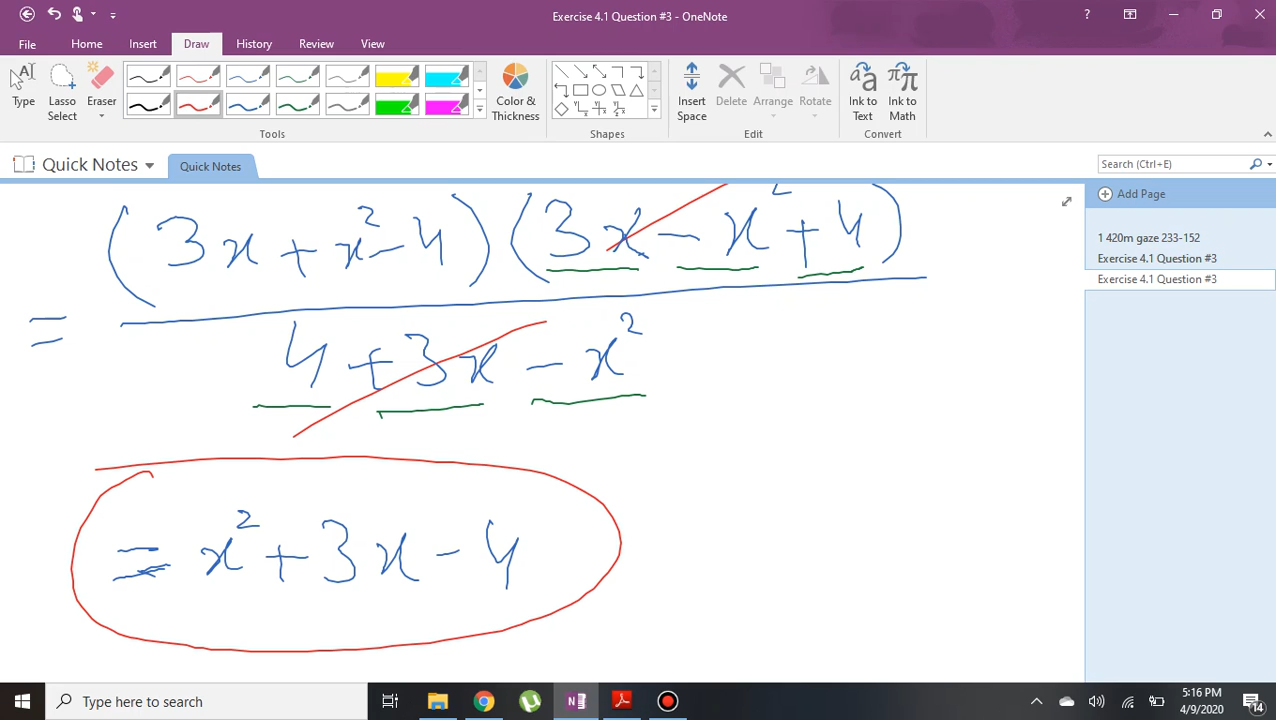 Exercise 4.1 Question #3 - OneNote
?
File Home Insert Draw History Review View
Type
Lasso Select
Eraser
Color & Thickness
Insert Space
Delete
Arrange
Rotate
Ink to Text
Ink to Math
Tools
Shapes
Edit
Convert
Quick Notes
Quick Notes
Search (Ctrl+E)
Add Page
1 420m gaze 233-152
Exercise 4.1 Question #3
Exercise 4.1 Question #3
(3x + x² - 4) (3x - x² + 4)
=
4 + 3x - x²
= x² + 3x - 4
Type here to search
5:16 PM
4/9/2020
14